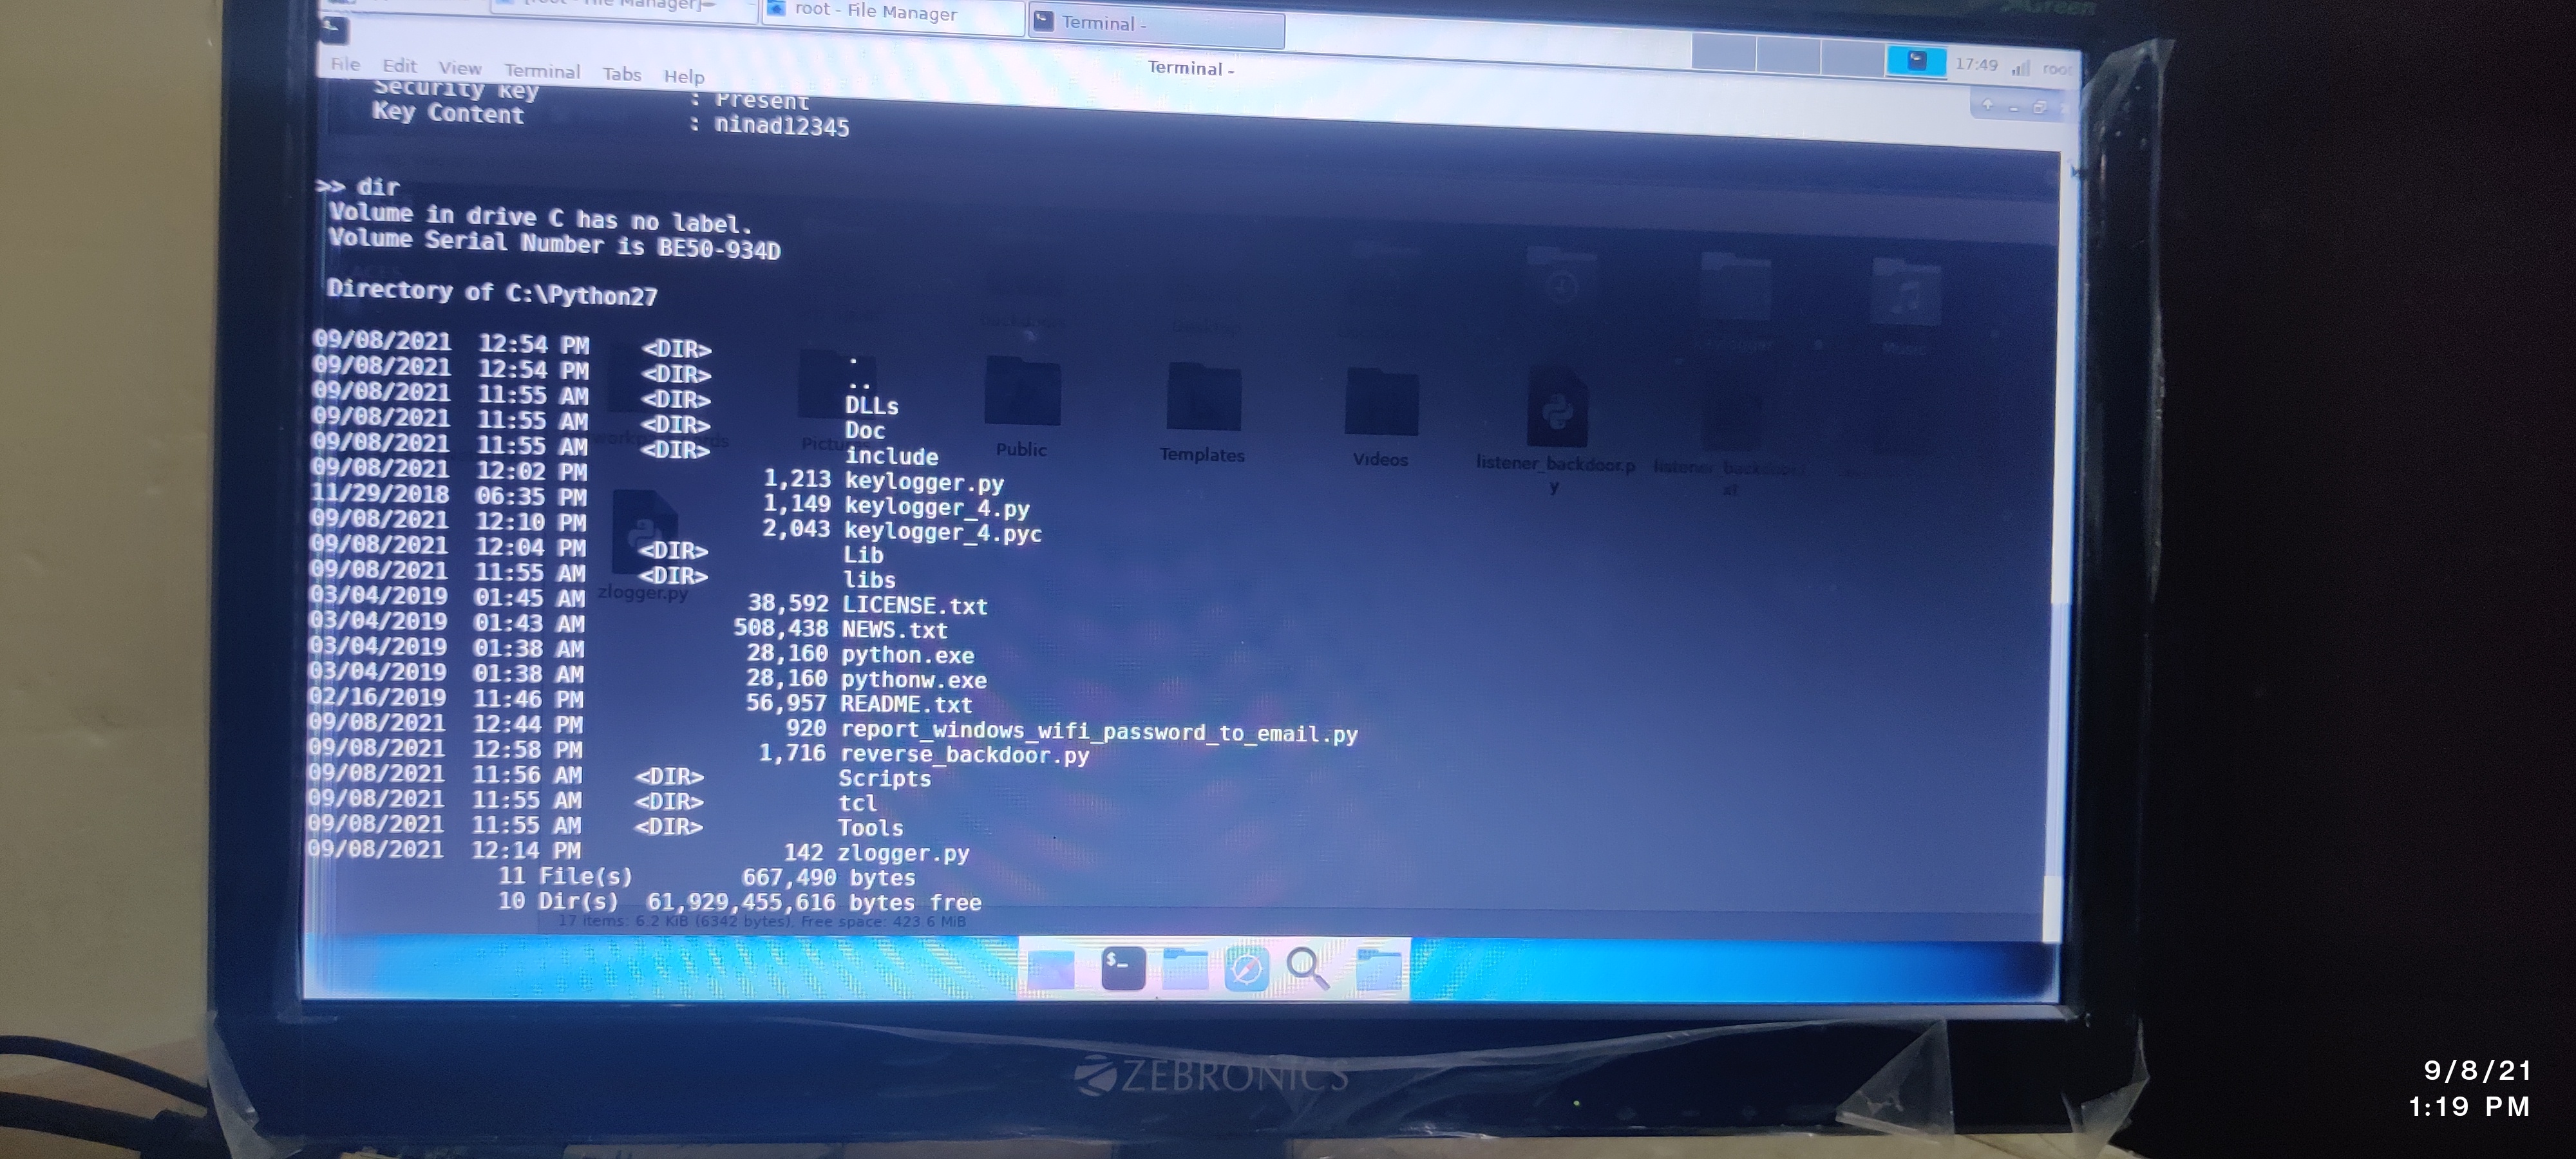 root - File Manager
Terminal -
17:49
File Edit View Terminal Tabs Help
Terminal -
Security Key : Present
Key Content : ninad12345
>> dir
Volume in drive C has no label.
Volume Serial Number is BE50-934D
Directory of C:\Python27
09/08/2021 12:54 PM <DIR> .
09/08/2021 12:54 PM <DIR> ..
09/08/2021 11:55 AM <DIR> DLLs
09/08/2021 11:55 AM <DIR> Doc
09/08/2021 11:55 AM <DIR> include
09/08/2021 12:02 PM 1,213 keylogger.py
11/29/2018 06:35 PM 1,149 keylogger_4.py
09/08/2021 12:10 PM 2,043 keylogger_4.pyc
09/08/2021 12:04 PM <DIR> Lib
09/08/2021 11:55 AM <DIR> libs
03/04/2019 01:45 AM 38,592 LICENSE.txt
03/04/2019 01:43 AM 508,438 NEWS.txt
03/04/2019 01:38 AM 28,160 python.exe
03/04/2019 01:38 AM 28,160 pythonw.exe
02/16/2019 11:46 PM 56,957 README.txt
09/08/2021 12:44 PM 920 report_windows_wifi_password_to_email.py
09/08/2021 12:58 PM 1,716 reverse_backdoor.py
09/08/2021 11:56 AM <DIR> Scripts
09/08/2021 11:55 AM <DIR> tcl
09/08/2021 11:55 AM <DIR> Tools
09/08/2021 12:14 PM 142 zlogger.py
11 File(s) 667,490 bytes
10 Dir(s) 61,929,455,616 bytes free
Music
Public
Templates
Videos
listener_backdoor.p
y
zlogger.py
17 items: 6.2 KiB (6342 bytes), Free space: 423.6 MiB
$_
ZEBRONICS
9/8/21
1:19 PM